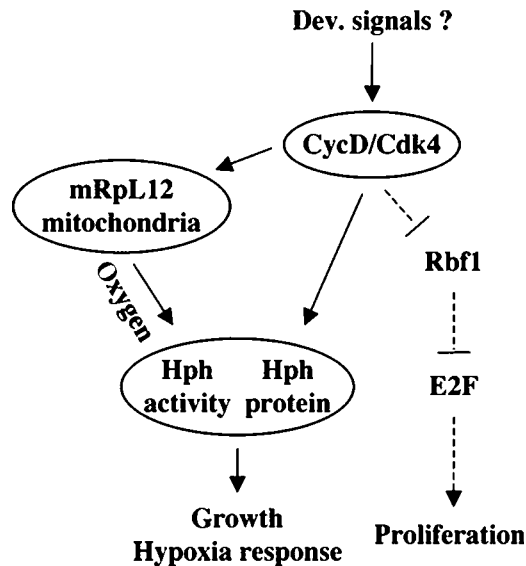 Dev. signals ?
CycD/Cdk4
mRpL12
mitochondria
Rbf1
Oxygen
Hph Hph
activity protein
E2F
Growth
Hypoxia response
Proliferation